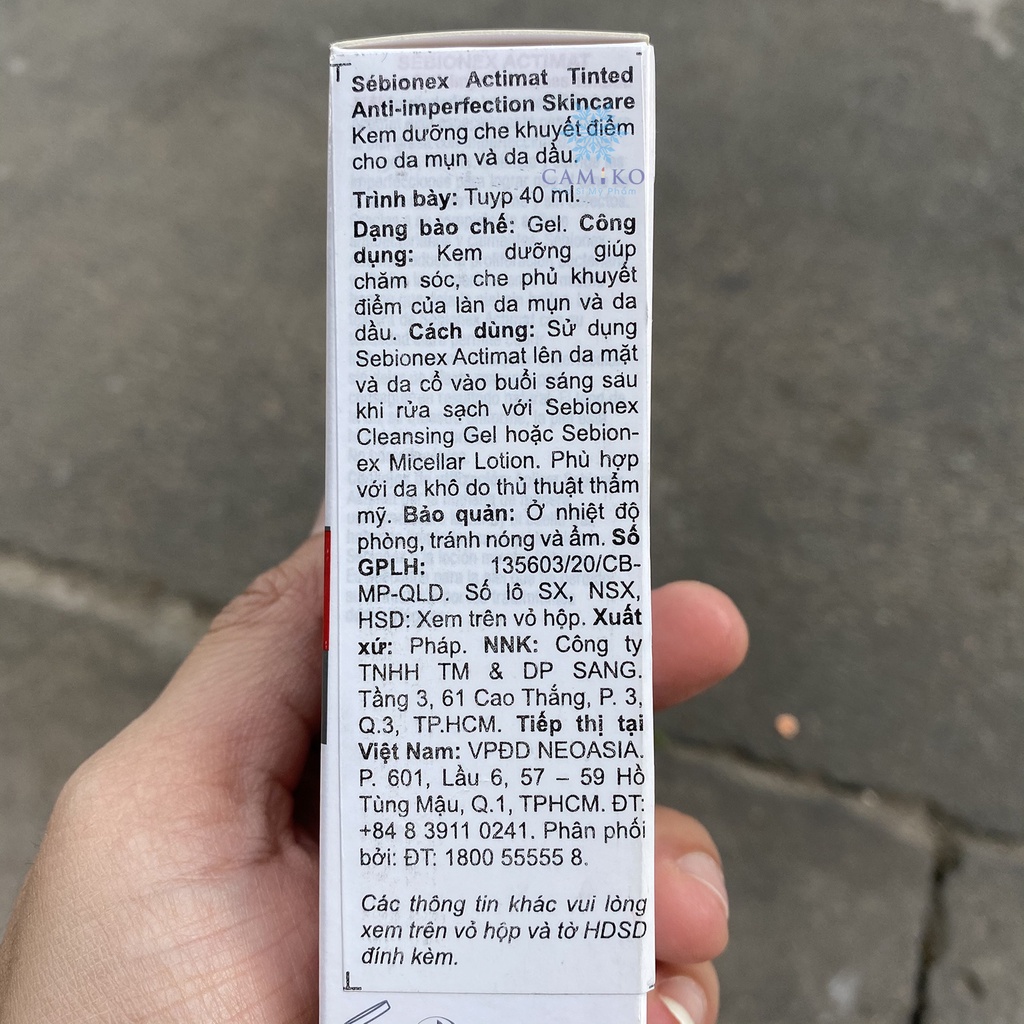 Sébionex Actimat Tinted
Anti-imperfection Skincare
Kem dưỡng che khuyết điểm
cho da mụn và da dầu.
CAMIKO
Mỹ Phẩm
Trình bày: Tuyp 40 ml.
Dạng bào chế: Gel. Công
dụng: Kem dưỡng giúp
chăm sóc, che phủ khuyết
điểm của làn da mụn và da
dầu. Cách dùng: Sử dụng
Sebionex Actimat lên da mặt
và da cổ vào buổi sáng sau
khi rửa sạch với Sebionex
Cleansing Gel hoặc Sebion-
ex Micellar Lotion. Phù hợp
với da khô do thủ thuật thẩm
mỹ. Bảo quản: Ở nhiệt độ
phòng, tránh nóng và ẩm. Số
GPLH: 135603/20/CB-
MP-QLD. Số lô SX, NSX,
HSD: Xem trên vỏ hộp. Xuất
xứ: Pháp. NNK: Công ty
TNHH TM & DP SANG.
Tầng 3, 61 Cao Thắng, P. 3,
Q.3, TP.HCM. Tiếp thị tại
Việt Nam: VPĐD NEOASIA.
P. 601, Lầu 6, 57 – 59 Hồ
Tùng Mậu, Q.1, TPHCM. ĐT:
+84 8 3911 0241. Phân phối
bởi: ĐT: 1800 55555 8.
Các thông tin khác vui lòng
xem trên vỏ hộp và tờ HDSD
đính kèm.